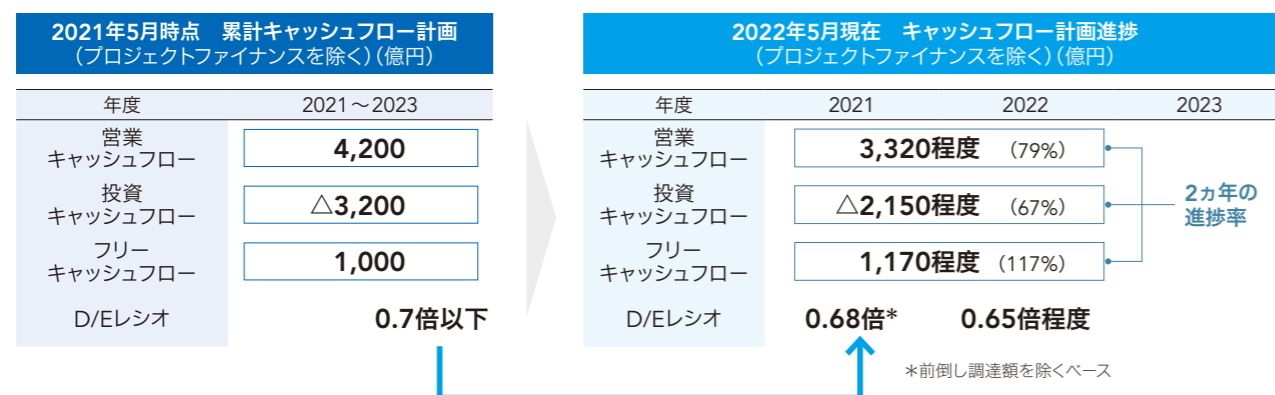 2021年5月時点　累計キャッシュフロー計画
（プロジェクトファイナンスを除く）（億円）
年度 2021～2023
営業
キャッシュフロー
4,200
投資
キャッシュフロー
△3,200
フリー
キャッシュフロー
1,000
D/Eレシオ 0.7倍以下
2022年5月現在　キャッシュフロー計画進捗
（プロジェクトファイナンスを除く）（億円）
年度 2021 2022 2023
営業
キャッシュフロー
3,320程度 （79%）
投資
キャッシュフロー
△2,150程度 （67%）
フリー
キャッシュフロー
1,170程度 （117%）
2ヵ年の
進捗率
D/Eレシオ 0.68倍* 0.65倍程度
＊前倒し調達額を除くベース